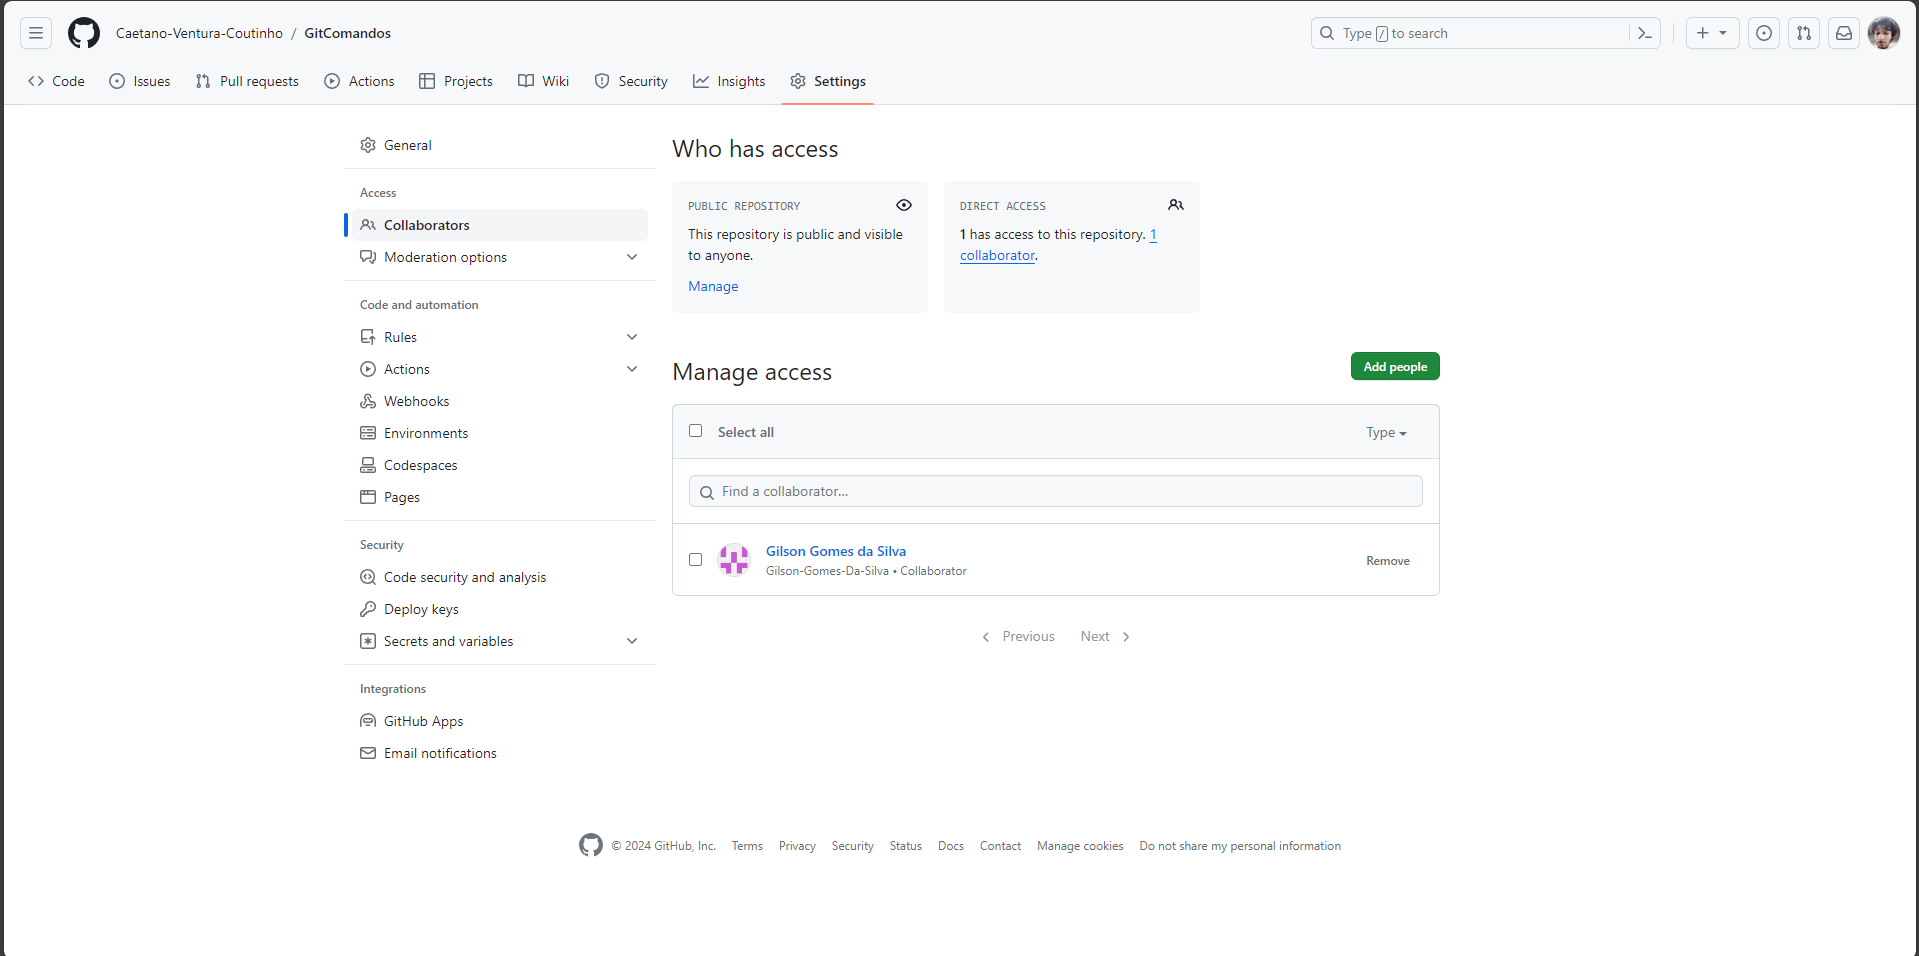 Caetano-Ventura-Coutinho / GitComandos
Type / to search
Code
Issues
Pull requests
Actions
Projects
Wiki
Security
Insights
Settings
General
Access
Collaborators
Moderation options
Code and automation
Rules
Actions
Webhooks
Environments
Codespaces
Pages
Security
Code security and analysis
Deploy keys
Secrets and variables
Integrations
GitHub Apps
Email notifications
Who has access
PUBLIC REPOSITORY
This repository is public and visible
to anyone.
Manage
DIRECT ACCESS
1 has access to this repository. 1
collaborator.
Manage access
Add people
Select all
Type
Find a collaborator...
Gilson Gomes da Silva
Gilson-Gomes-Da-Silva • Collaborator
Remove
Previous
Next
© 2024 GitHub, Inc.
Terms
Privacy
Security
Status
Docs
Contact
Manage cookies
Do not share my personal information